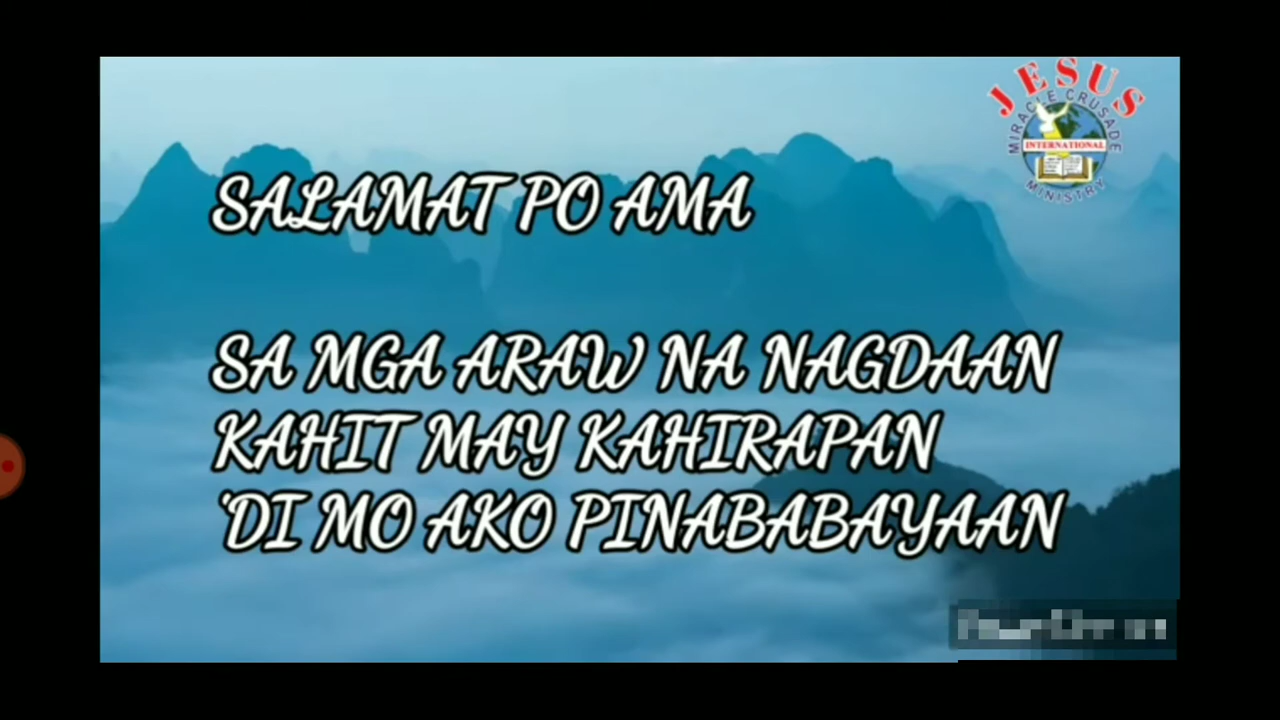 JESUS
MIRACLE CRUSADE
INTERNATIONAL
MINISTRY
SALAMAT PO AMA
SA MGA ARAW NA NAGDAAN
KAHIT MAY KAHIRAPAN
'DI MO AKO PINABABAYAAN